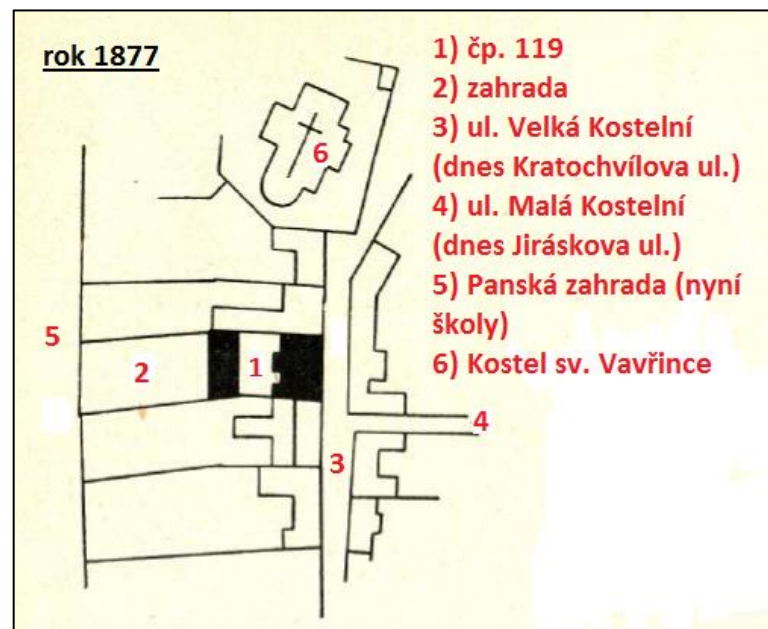 rok 1877
1) čp. 119
2) zahrada
3) ul. Velká Kostelní
(dnes Kratochvílova ul.)
4) ul. Malá Kostelní
(dnes Jiráskova ul.)
5) Panská zahrada (nyní
školy)
6) Kostel sv. Vavřince
6
5
2
1
4
3